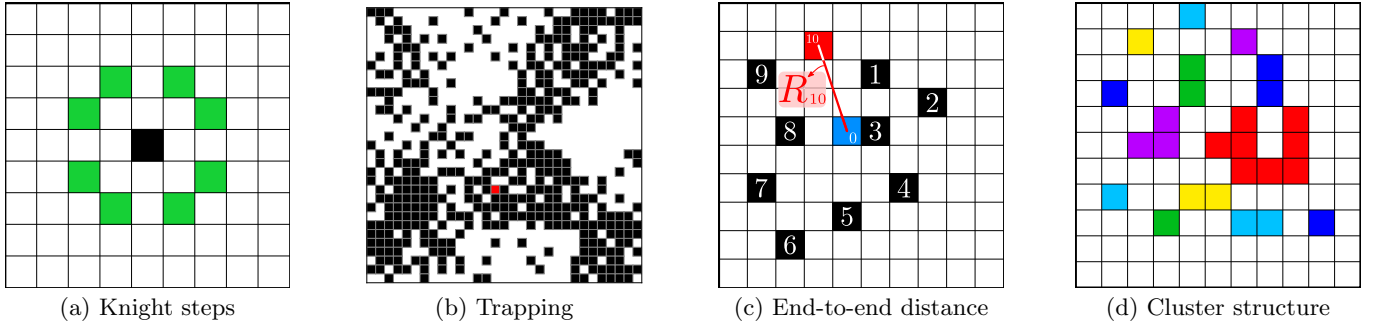 10
9
1
R10
2
8
0
3
7
4
5
6
(a) Knight steps
(b) Trapping
(c) End-to-end distance
(d) Cluster structure